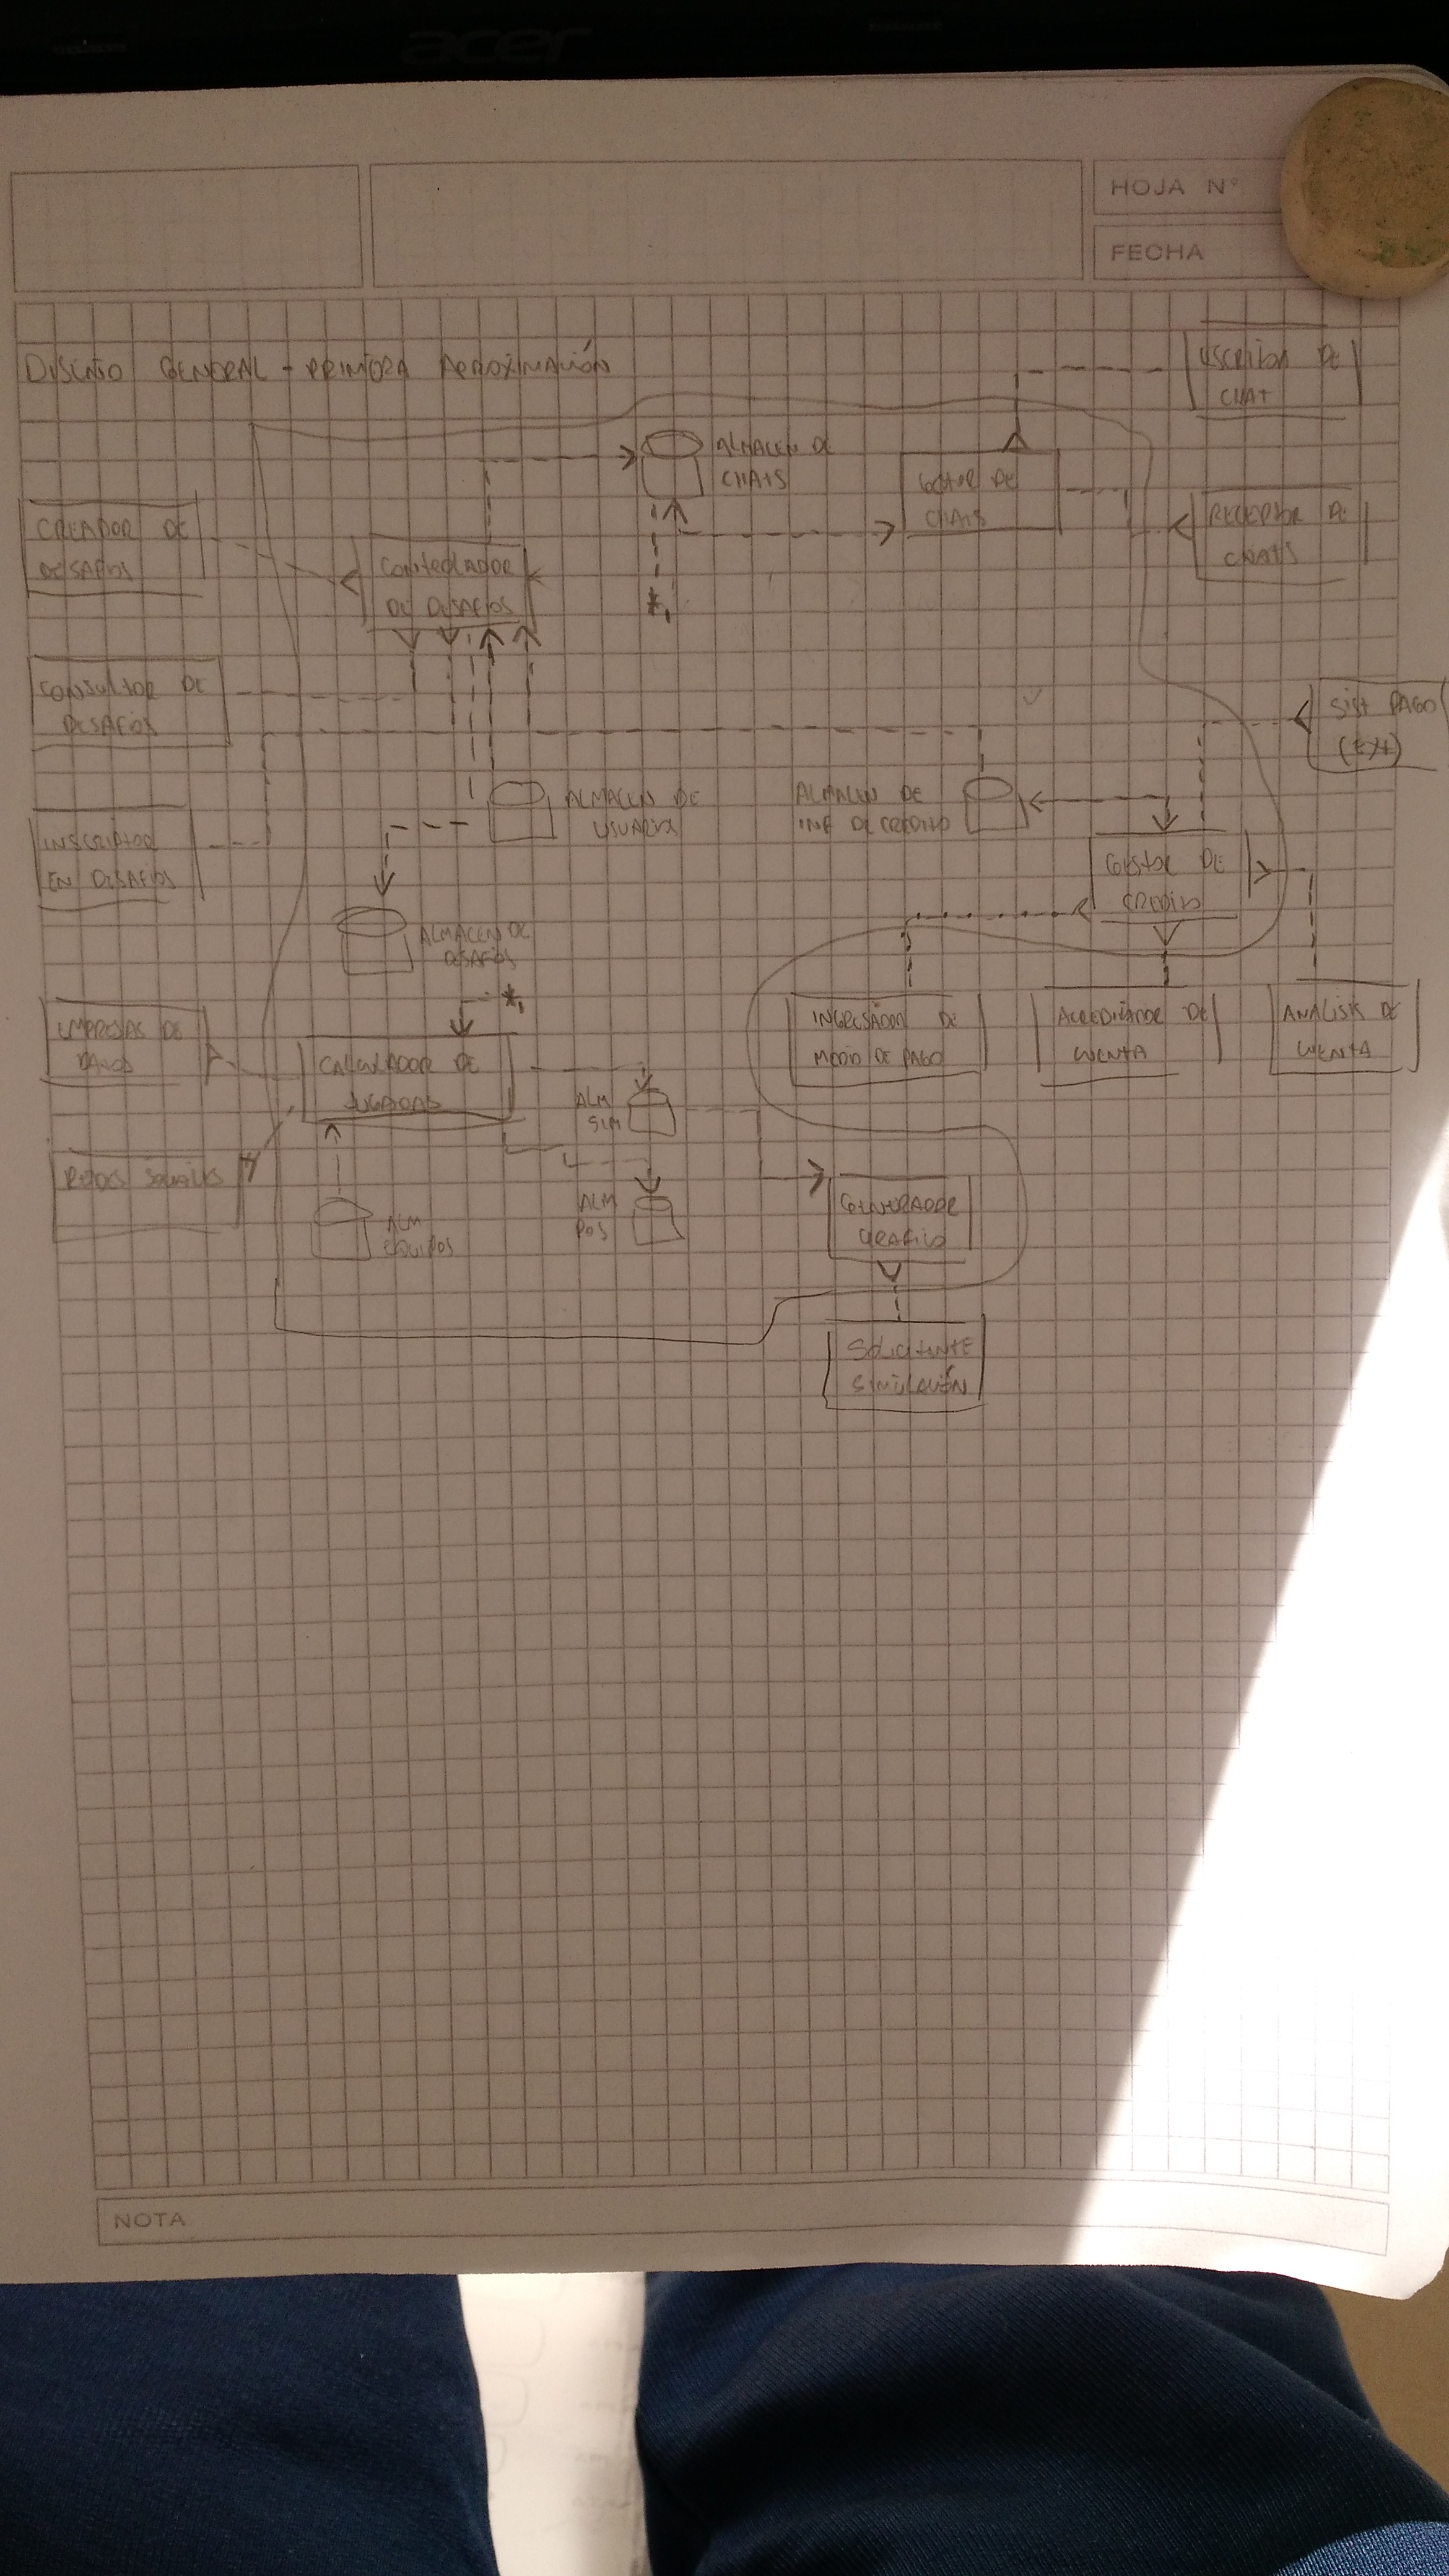 acer
HOJA N°
FECHA
DISEÑO GENERAL - PRIMERA APROXIMACIÓN
ESCRITOR DE
CHAT
ALMACEN DE
CHATS
GESTOR DE
CHATS
RECEPTOR DE
CHATS
CREADOR DE
DESAFIOS
CONTROLADOR
DE DESAFIOS
*1
CONSULTOR DE
DESAFIOS
SIST PAGO
(EXT)
ALMACEN DE
USUARIOS
ALMACEN DE
INF DE CREDITO
INSCRIPTOR
EN DESAFIOS
GESTOR DE
CREDITO
ALMACEN DE
DESAFIOS
*1
EMPRESAS DE
DATOS
CALCULADOR DE
JUGADAS
INGRESADOR DE
MEDIO DE PAGO
ACREDITADOR DE
CUENTA
ANALISIS DE
CUENTA
ALM
SIM
REDES SOCIALES
ALM
EQUIPOS
ALM
POS
GENERADOR
GRAFICO
SOLICITANTE
SIMULACIÓN
NOTA